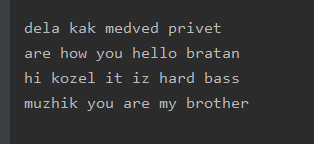 dela kak medved privet
are how you hello bratan
hi kozel it iz hard bass
muzhik you are my brother